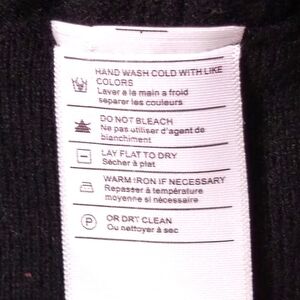 HAND WASH COLD WITH LIKE
COLORS
Laver a la main a froid
separer les couleurs
DO NOT BLEACH
Ne pas utiliser d'agent de
blanchiment
LAY FLAT TO DRY
Sécher à plat
WARM IRON IF NECESSARY
Repasser à température
moyenne si nécessaire
P
OR DRY CLEAN
Ou nettoyer à sec